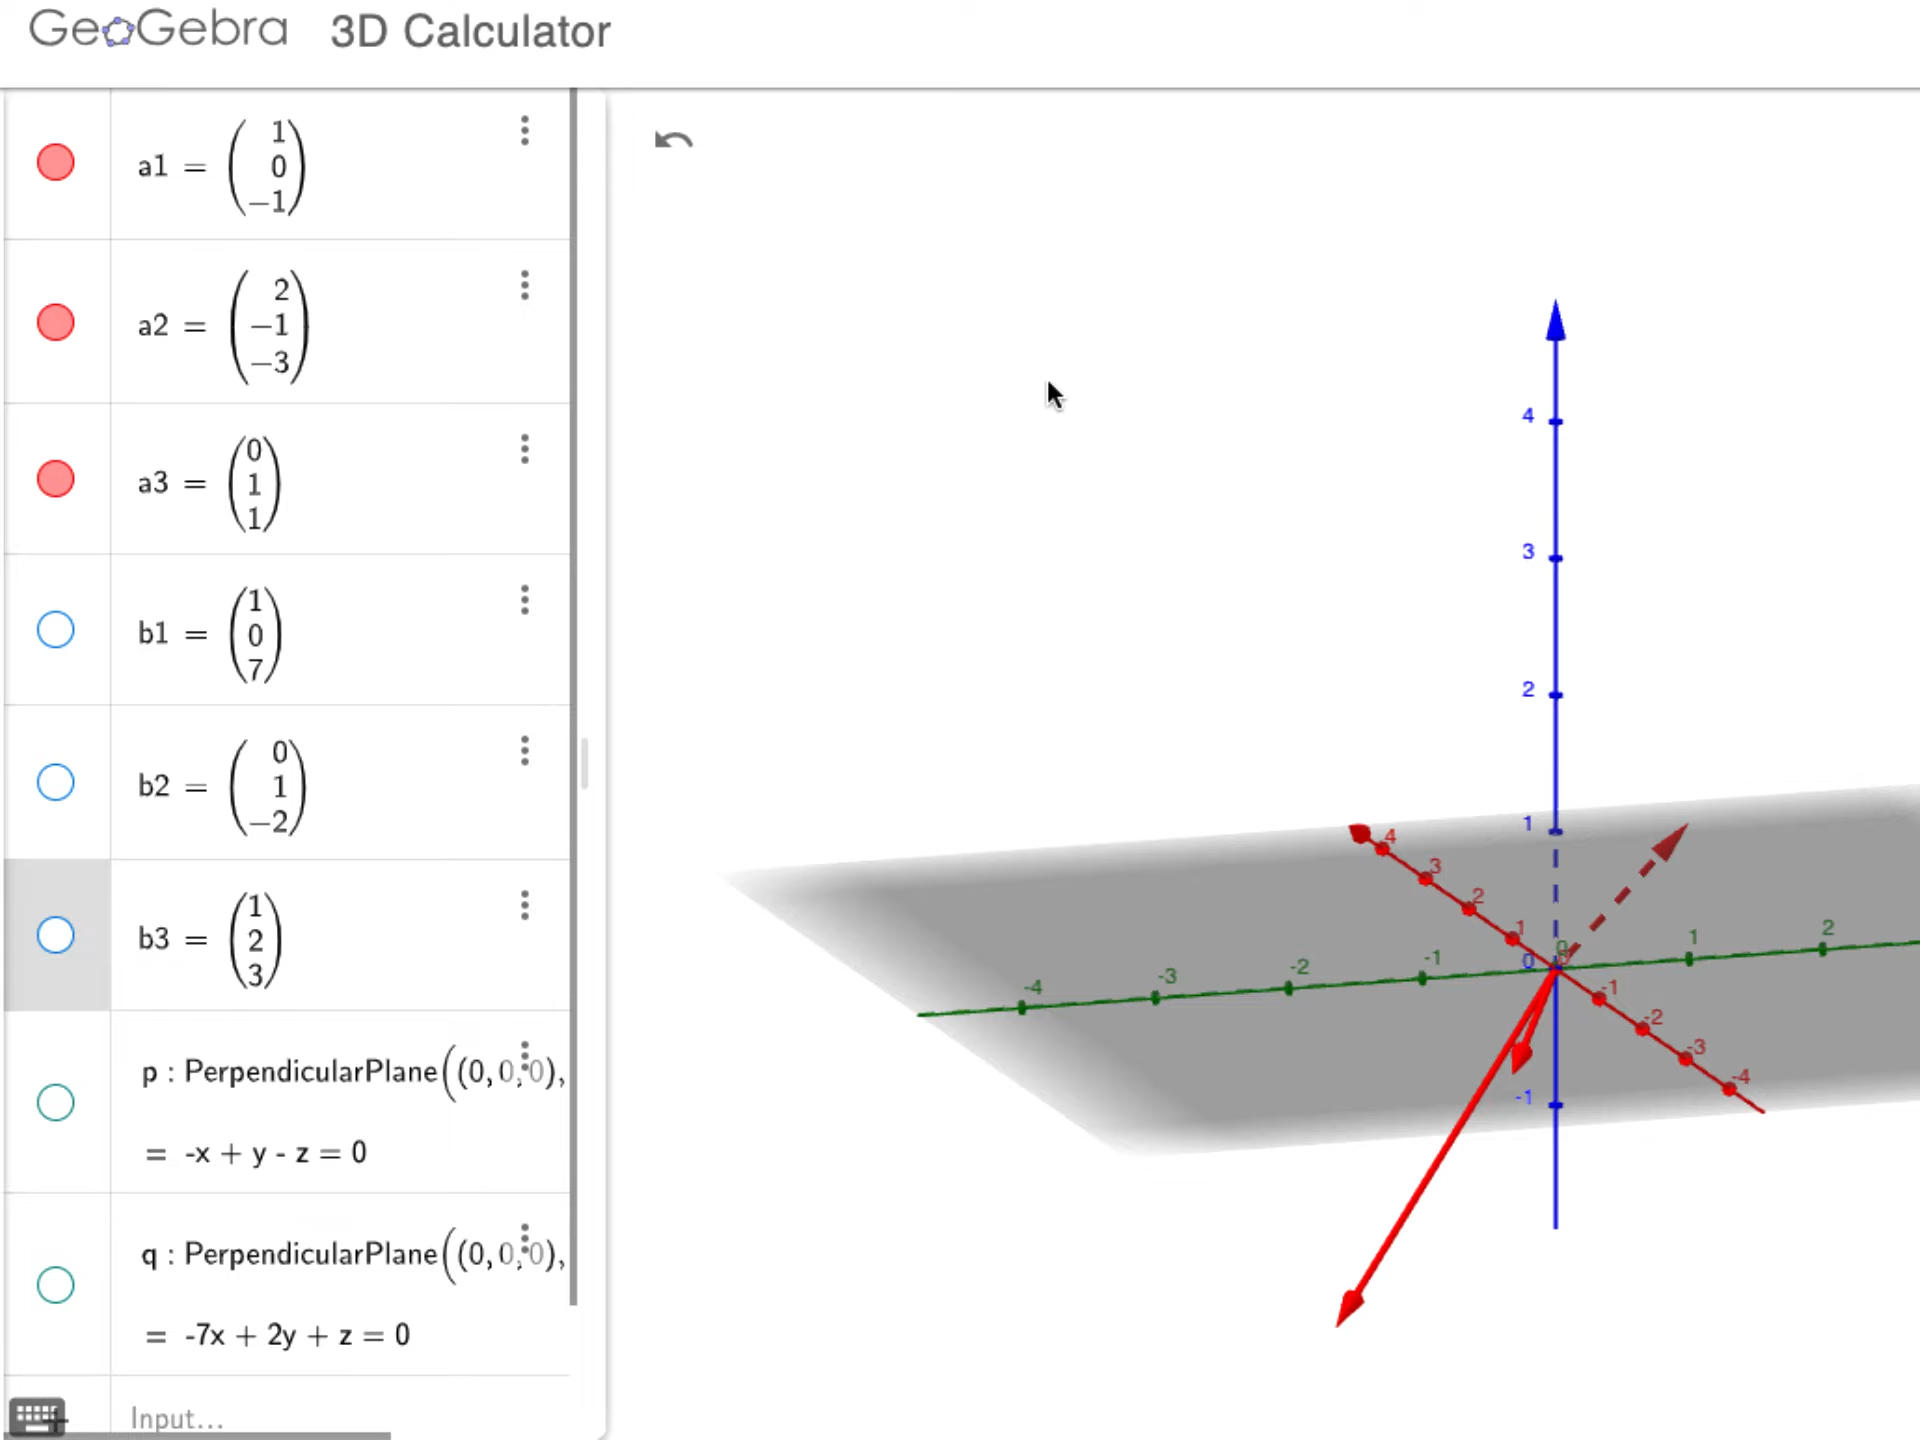 GeoGebra 3D Calculator
a1 = (1 0 −1)
a2 = (2 −1 −3)
a3 = (0 1 1)
b1 = (1 0 7)
b2 = (0 1 −2)
b3 = (1 2 3)
p : PerpendicularPlane((0, 0, 0),
= -x + y - z = 0
q : PerpendicularPlane((0, 0, 0),
= -7x + 2y + z = 0
Input...
4
3
2
1
0
-1
4
3
2
1
0
-1
-2
-3
-4
-4
-3
-2
-1
0
1
2